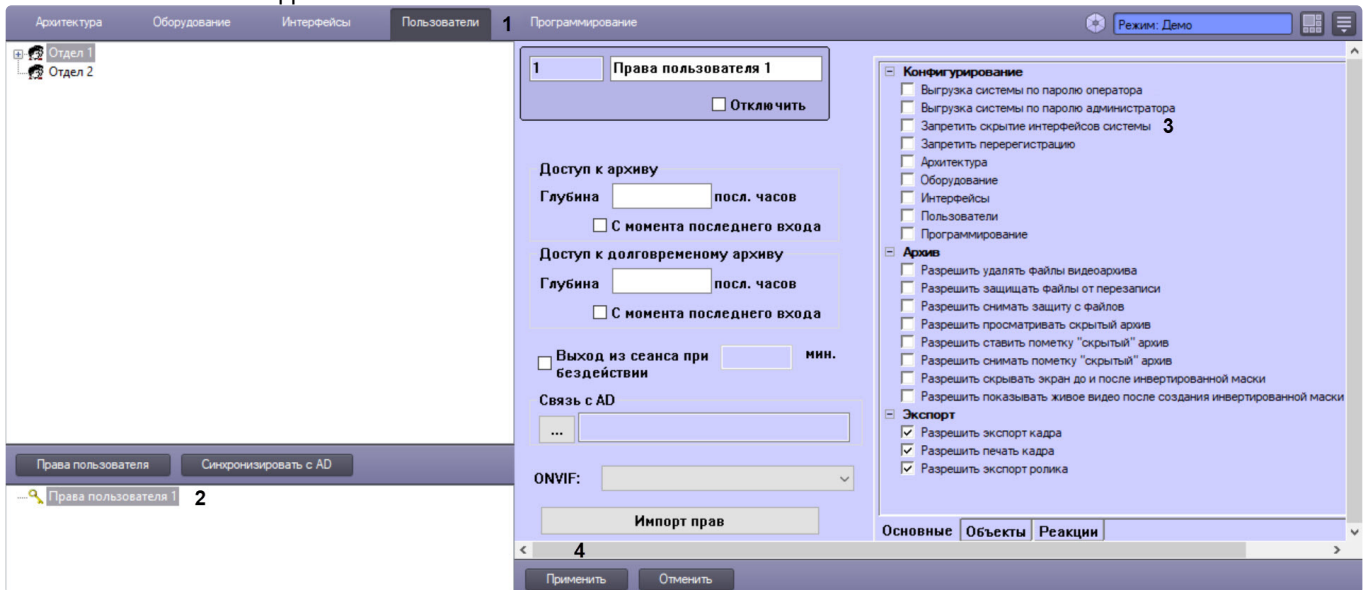 Архитектура Оборудование Интерфейсы Пользователи 1 Программирование Режим: Демо
Отдел 1
Отдел 2
Права пользователя Синхронизировать с AD
Права пользователя 1 2
1 Права пользователя 1
Отключить
Доступ к архиву
Глубина посл. часов
С момента последнего входа
Доступ к долговременому архиву
Глубина посл. часов
С момента последнего входа
Выход из сеанса при мин.
бездействии
Связь с AD
...
ONVIF:
Импорт прав
Конфигурирование
Выгрузка системы по паролю оператора
Выгрузка системы по паролю администратора
Запретить скрытие интерфейсов системы 3
Запретить перерегистрацию
Архитектура
Оборудование
Интерфейсы
Пользователи
Программирование
Архив
Разрешить удалять файлы видеоархива
Разрешить защищать файлы от перезаписи
Разрешить снимать защиту с файлов
Разрешить просматривать скрытый архив
Разрешить ставить пометку "скрытый" архив
Разрешить снимать пометку "скрытый" архив
Разрешить скрывать экран до и после инвертированной маски
Разрешить показывать живое видео после создания инвертированной маски
Экспорт
Разрешить экспорт кадра
Разрешить печать кадра
Разрешить экспорт ролика
Основные Объекты Реакции
4
Применить Отменить